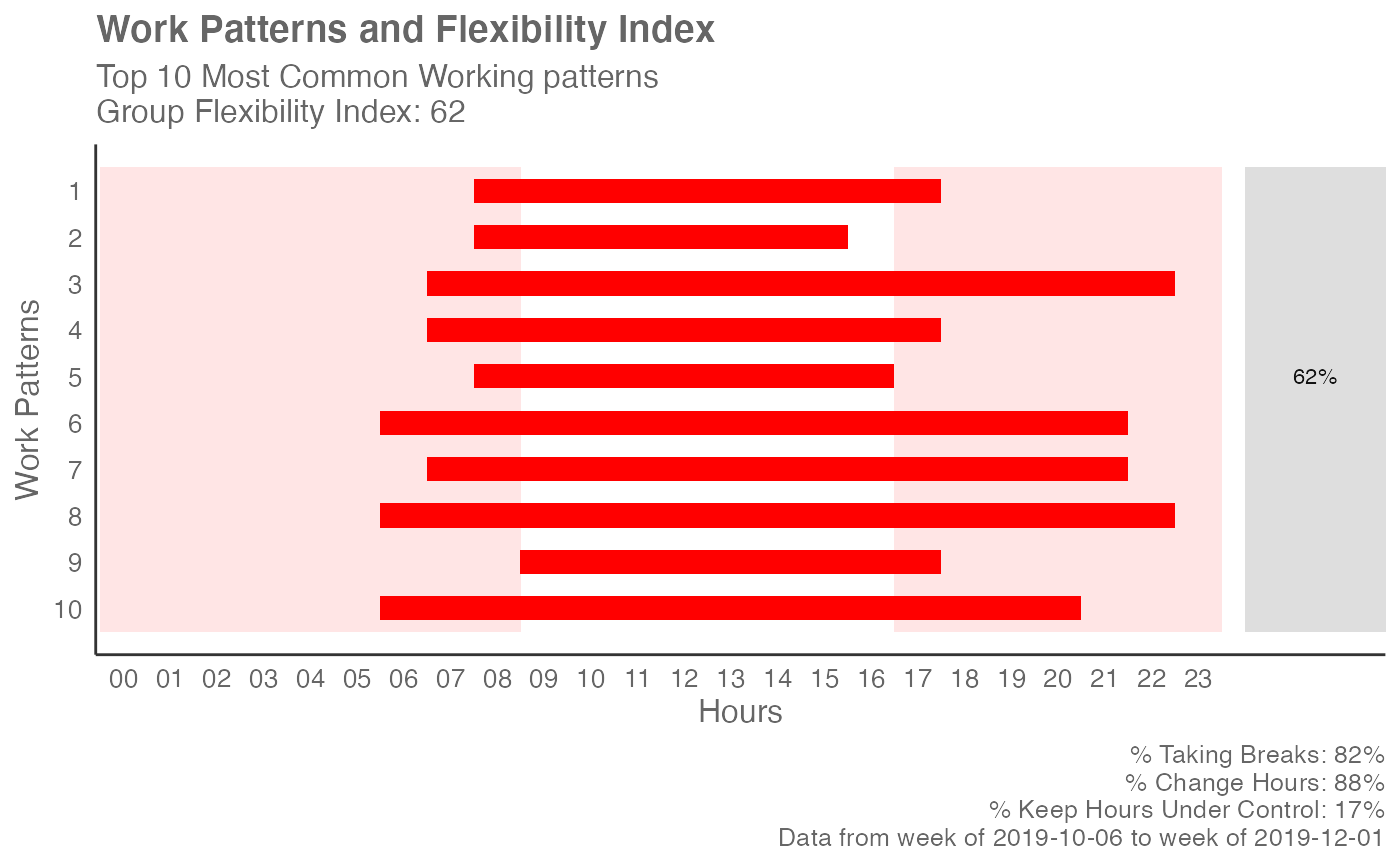 Work Patterns and Flexibility Index
Top 10 Most Common Working patterns
Group Flexibility Index: 62
Work Patterns
1
2
3
4
5
6
7
8
9
10
62%
00 01 02 03 04 05 06 07 08 09 10 11 12 13 14 15 16 17 18 19 20 21 22 23
Hours
% Taking Breaks: 82%
% Change Hours: 88%
% Keep Hours Under Control: 17%
Data from week of 2019-10-06 to week of 2019-12-01